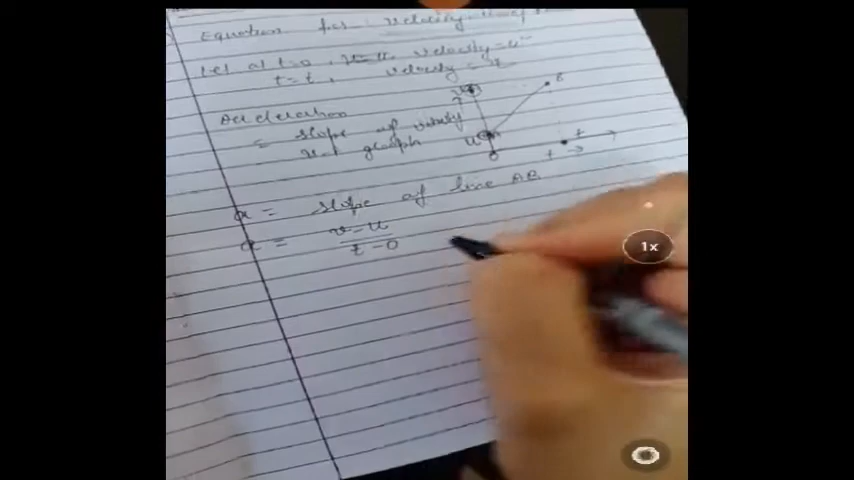 Equation for velocity
Let at t=0, velocity = u
t=t, velocity = v
Acceleration
= slope of velocity
v-t graph
v
B
u
t
0
t →
a = slope of line AB
a = v-u
t-0
1x